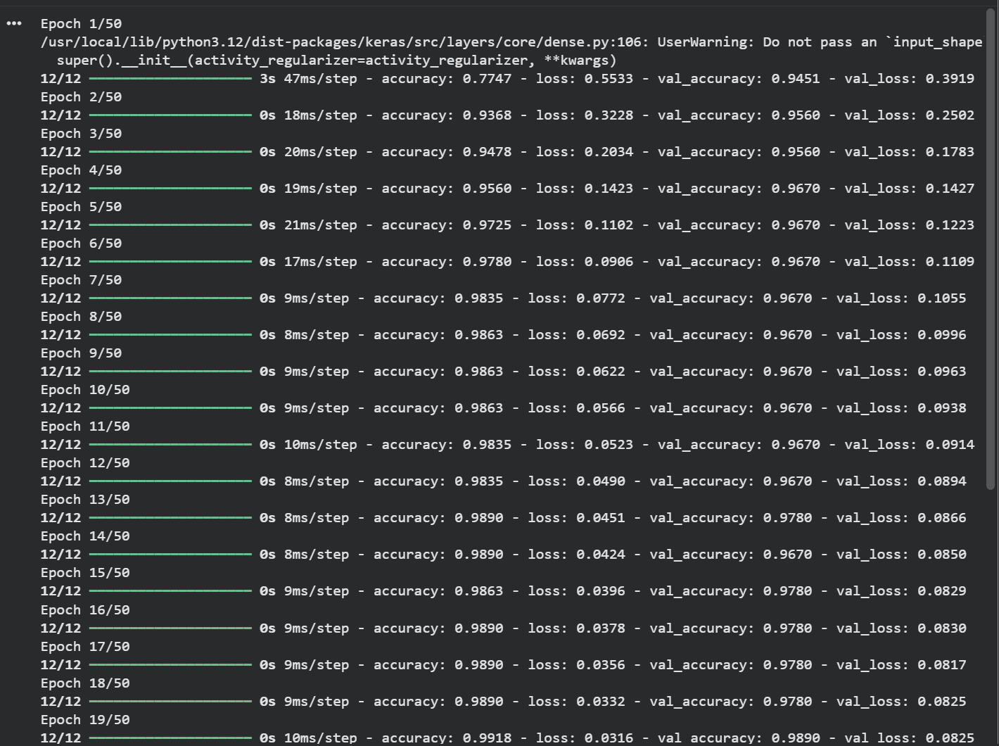 Epoch 1/50
/usr/local/lib/python3.12/dist-packages/keras/src/layers/core/dense.py:106: UserWarning: Do not pass an `input_shape
super().__init__(activity_regularizer=activity_regularizer, **kwargs)
12/12 ━━━━━━━━━━━━━━━━━━━━ 3s 47ms/step - accuracy: 0.7747 - loss: 0.5533 - val_accuracy: 0.9451 - val_loss: 0.3919
Epoch 2/50
12/12 ━━━━━━━━━━━━━━━━━━━━ 0s 18ms/step - accuracy: 0.9368 - loss: 0.3228 - val_accuracy: 0.9560 - val_loss: 0.2502
Epoch 3/50
12/12 ━━━━━━━━━━━━━━━━━━━━ 0s 20ms/step - accuracy: 0.9478 - loss: 0.2034 - val_accuracy: 0.9560 - val_loss: 0.1783
Epoch 4/50
12/12 ━━━━━━━━━━━━━━━━━━━━ 0s 19ms/step - accuracy: 0.9560 - loss: 0.1423 - val_accuracy: 0.9670 - val_loss: 0.1427
Epoch 5/50
12/12 ━━━━━━━━━━━━━━━━━━━━ 0s 21ms/step - accuracy: 0.9725 - loss: 0.1102 - val_accuracy: 0.9670 - val_loss: 0.1223
Epoch 6/50
12/12 ━━━━━━━━━━━━━━━━━━━━ 0s 17ms/step - accuracy: 0.9780 - loss: 0.0906 - val_accuracy: 0.9670 - val_loss: 0.1109
Epoch 7/50
12/12 ━━━━━━━━━━━━━━━━━━━━ 0s 9ms/step - accuracy: 0.9835 - loss: 0.0772 - val_accuracy: 0.9670 - val_loss: 0.1055
Epoch 8/50
12/12 ━━━━━━━━━━━━━━━━━━━━ 0s 8ms/step - accuracy: 0.9863 - loss: 0.0692 - val_accuracy: 0.9670 - val_loss: 0.0996
Epoch 9/50
12/12 ━━━━━━━━━━━━━━━━━━━━ 0s 9ms/step - accuracy: 0.9863 - loss: 0.0622 - val_accuracy: 0.9670 - val_loss: 0.0963
Epoch 10/50
12/12 ━━━━━━━━━━━━━━━━━━━━ 0s 9ms/step - accuracy: 0.9863 - loss: 0.0566 - val_accuracy: 0.9670 - val_loss: 0.0938
Epoch 11/50
12/12 ━━━━━━━━━━━━━━━━━━━━ 0s 10ms/step - accuracy: 0.9835 - loss: 0.0523 - val_accuracy: 0.9670 - val_loss: 0.0914
Epoch 12/50
12/12 ━━━━━━━━━━━━━━━━━━━━ 0s 8ms/step - accuracy: 0.9835 - loss: 0.0490 - val_accuracy: 0.9670 - val_loss: 0.0894
Epoch 13/50
12/12 ━━━━━━━━━━━━━━━━━━━━ 0s 8ms/step - accuracy: 0.9890 - loss: 0.0451 - val_accuracy: 0.9780 - val_loss: 0.0866
Epoch 14/50
12/12 ━━━━━━━━━━━━━━━━━━━━ 0s 8ms/step - accuracy: 0.9890 - loss: 0.0424 - val_accuracy: 0.9670 - val_loss: 0.0850
Epoch 15/50
12/12 ━━━━━━━━━━━━━━━━━━━━ 0s 9ms/step - accuracy: 0.9863 - loss: 0.0396 - val_accuracy: 0.9780 - val_loss: 0.0829
Epoch 16/50
12/12 ━━━━━━━━━━━━━━━━━━━━ 0s 9ms/step - accuracy: 0.9890 - loss: 0.0378 - val_accuracy: 0.9780 - val_loss: 0.0830
Epoch 17/50
12/12 ━━━━━━━━━━━━━━━━━━━━ 0s 9ms/step - accuracy: 0.9890 - loss: 0.0356 - val_accuracy: 0.9780 - val_loss: 0.0817
Epoch 18/50
12/12 ━━━━━━━━━━━━━━━━━━━━ 0s 9ms/step - accuracy: 0.9890 - loss: 0.0332 - val_accuracy: 0.9780 - val_loss: 0.0825
Epoch 19/50
12/12 ━━━━━━━━━━━━━━━━━━━━ 0s 10ms/step - accuracy: 0.9918 - loss: 0.0316 - val_accuracy: 0.9890 - val_loss: 0.0825